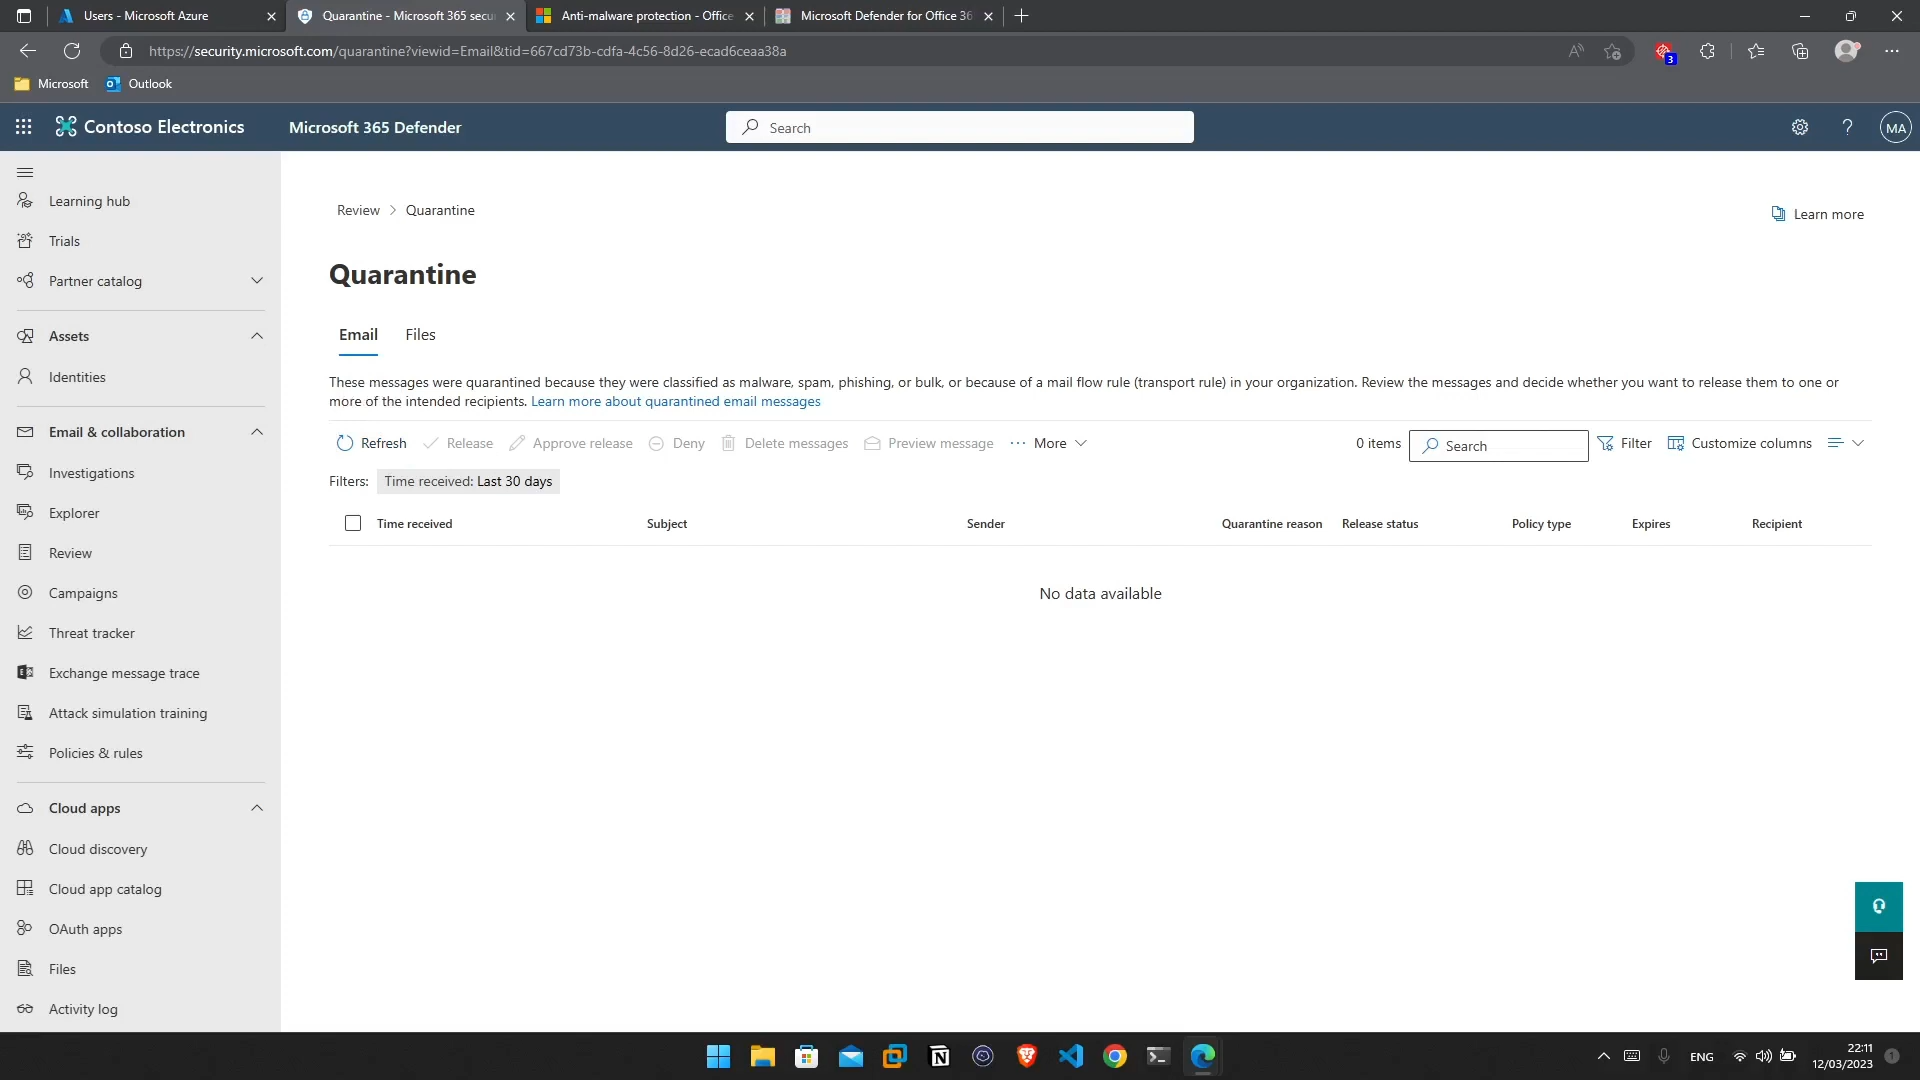 Users - Microsoft Azure
Quarantine - Microsoft 365 secu
Anti-malware protection - Office
Microsoft Defender for Office 36
https://security.microsoft.com/quarantine?viewid=Email&tid=667cd73b-cdfa-4c56-8d26-ecad6ceaa38a
3
Microsoft
Outlook
Contoso Electronics
Microsoft 365 Defender
Search
MA
Learning hub
Trials
Partner catalog
Assets
Identities
Email & collaboration
Investigations
Explorer
Review
Campaigns
Threat tracker
Exchange message trace
Attack simulation training
Policies & rules
Cloud apps
Cloud discovery
Cloud app catalog
OAuth apps
Files
Activity log
Review > Quarantine
Learn more
Quarantine
Email Files
These messages were quarantined because they were classified as malware, spam, phishing, or bulk, or because of a mail flow rule (transport rule) in your organization. Review the messages and decide whether you want to release them to one or
more of the intended recipients. Learn more about quarantined email messages
Refresh Release Approve release Deny Delete messages Preview message ··· More 0 items Search Filter Customize columns
Filters: Time received: Last 30 days
Time received Subject Sender Quarantine reason Release status Policy type Expires Recipient
No data available
ENG
22:11
12/03/2023
1